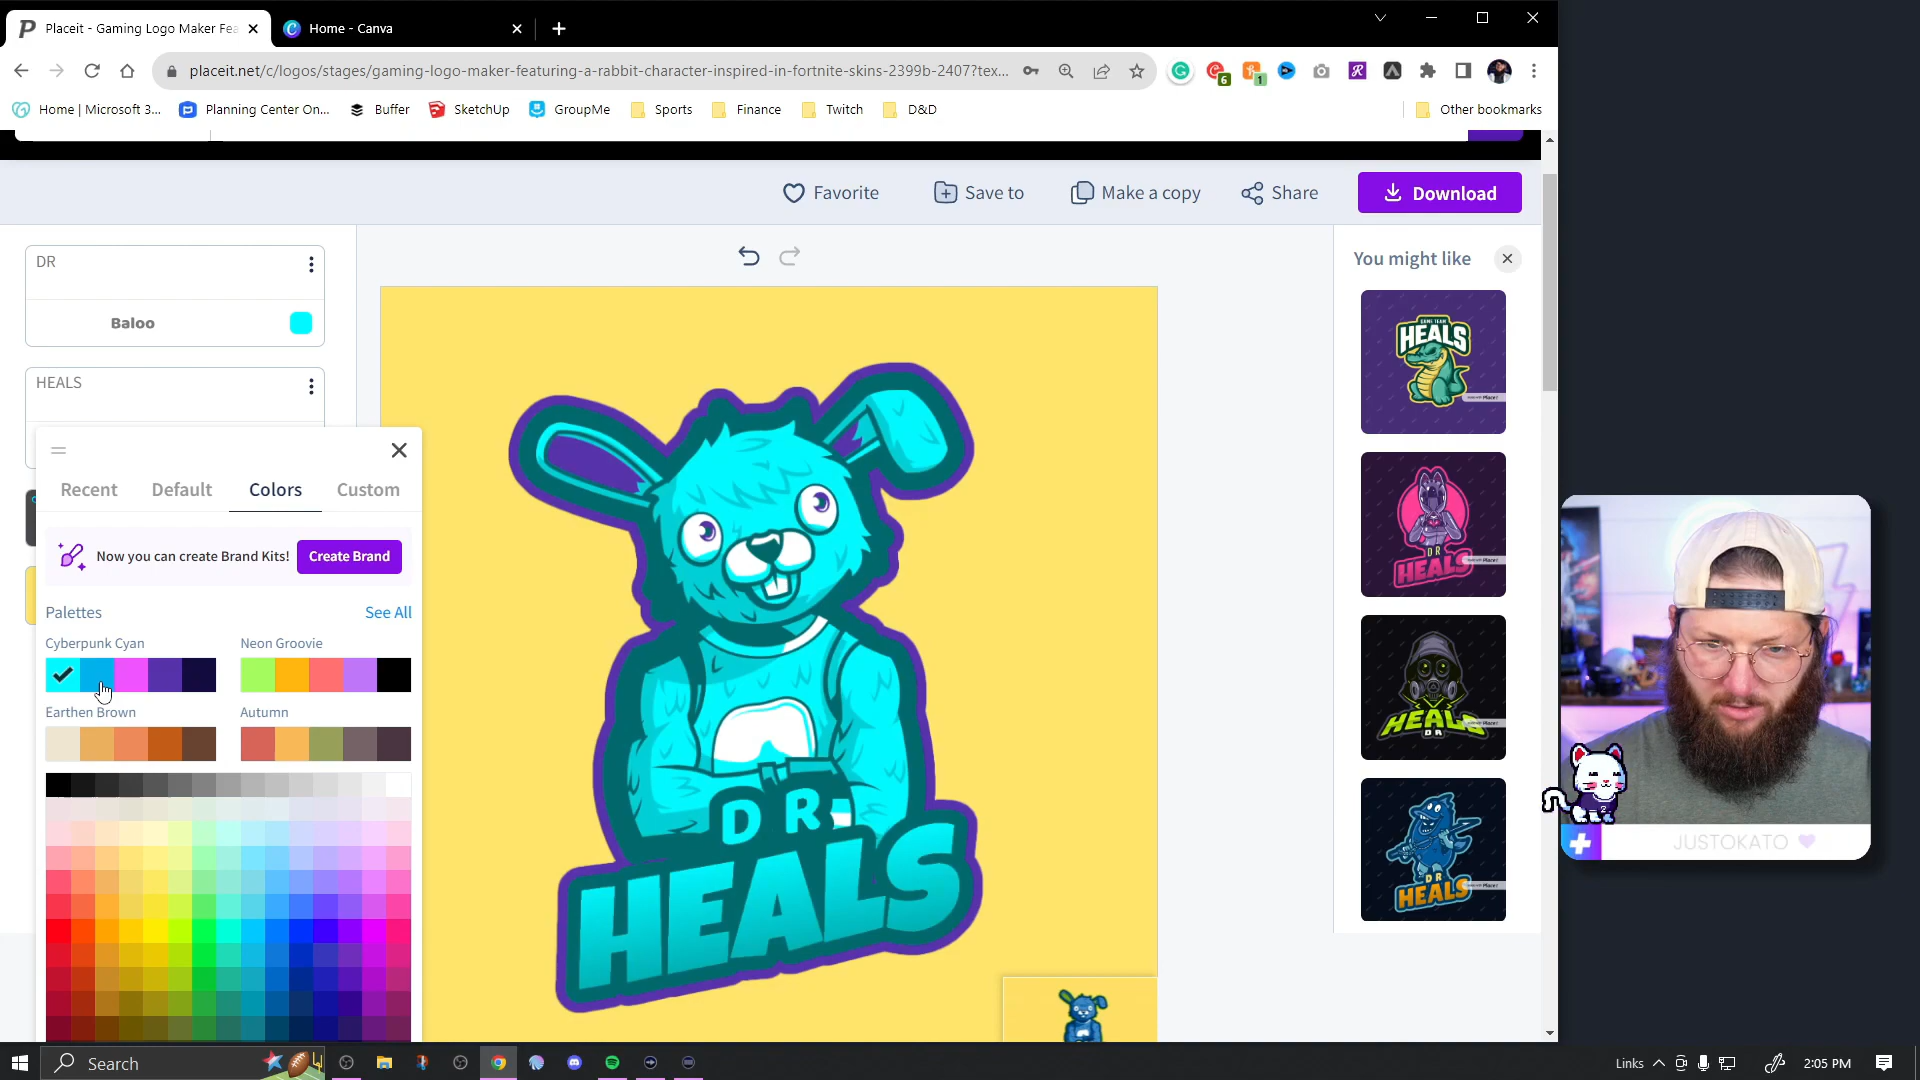 Placeit - Gaming Logo Maker Fea
Home - Canva
placeit.net/c/logos/stages/gaming-logo-maker-featuring-a-rabbit-character-inspired-in-fortnite-skins-2399b-2407?tex...
6
1
Home | Microsoft 3...
Planning Center On...
Buffer
SketchUp
GroupMe
Sports
Finance
Twitch
D&D
Other bookmarks
Favorite
Save to
Make a copy
Share
Download
DR
Baloo
HEALS
You might like
Recent
Default
Colors
Custom
Now you can create Brand Kits!
Create Brand
Palettes
See All
Cyberpunk Cyan
Neon Groovie
Earthen Brown
Autumn
DR
HEALS
HEALS
DR
HEALS
HEALS
DR
DR
HEALS
JUSTOKATO
Search
Links
2:05 PM